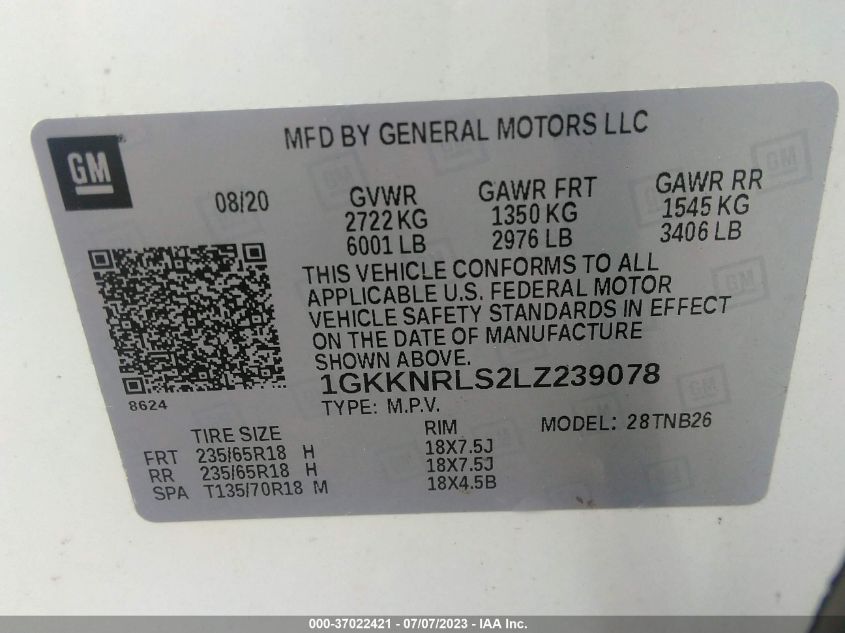 MFD BY GENERAL MOTORS LLC
GM
08/20
GVWR GAWR FRT GAWR RR
2722 KG 1350 KG 1545 KG
6001 LB 2976 LB 3406 LB
THIS VEHICLE CONFORMS TO ALL
APPLICABLE U.S. FEDERAL MOTOR
VEHICLE SAFETY STANDARDS IN EFFECT
ON THE DATE OF MANUFACTURE
SHOWN ABOVE.
1GKKNRLS2LZ239078
8624
TYPE: M.P.V. MODEL: 28TNB26
TIRE SIZE RIM
FRT 235/65R18 H 18X7.5J
RR 235/65R18 H 18X7.5J
SPA T135/70R18 M 18X4.5B
000-37022421 - 07/07/2023 - IAA Inc.